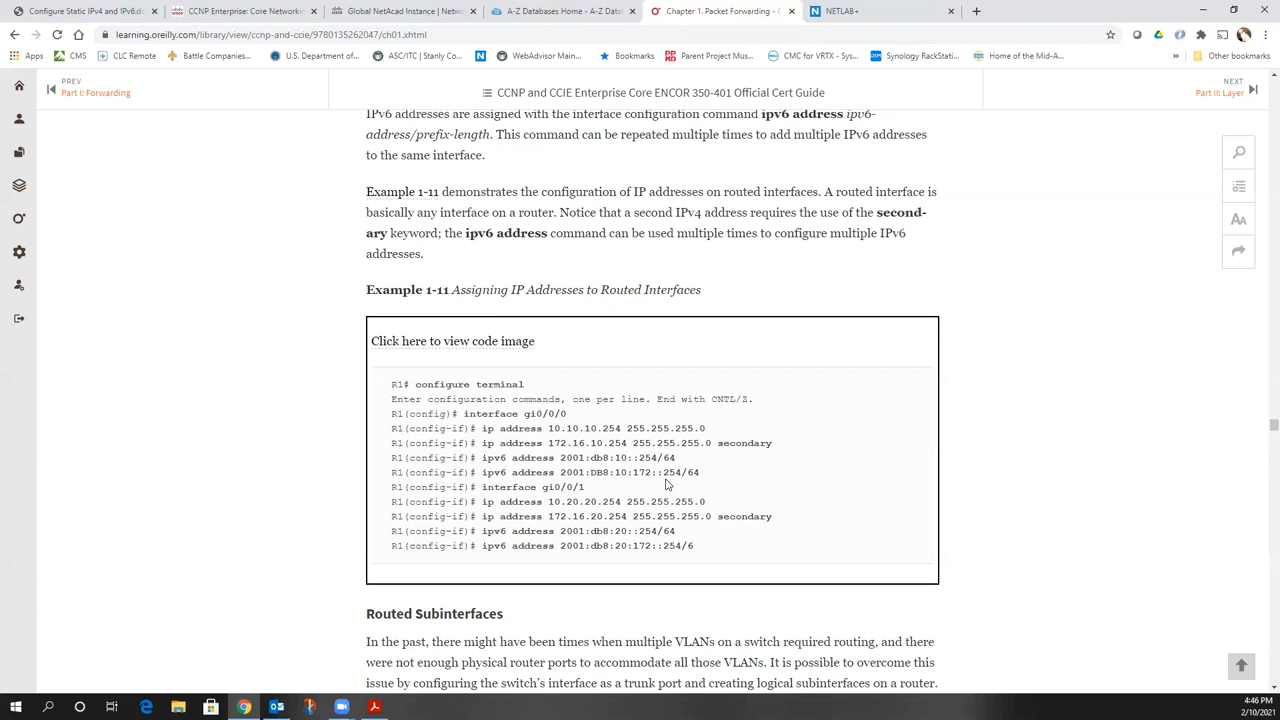 Configure Static IPv4 and IPv6.d
CCNP Enterprise: Core Networkin
Global NetAcad Instance | Netwo
A-Z Databases Home - A-Z Datab
Chapter 1. Packet Forwarding - C
NETLAB+
learning.oreilly.com/library/view/ccnp-and-ccie/9780135262047/ch01.xhtml
Apps
CMS
CLC Remote
Battle Companies...
U.S. Department of...
ASC/ITC | Stanly Co...
WebAdvisor Main...
Bookmarks
Parent Project Mus...
CMC for VRTX - Sys...
Synology RackStati...
Home of the Mid-A...
»
Other bookmarks
PREV
Part I: Forwarding
CCNP and CCIE Enterprise Core ENCOR 350-401 Official Cert Guide
NEXT
Part II: Layer
IPv6 addresses are assigned with the interface configuration command ipv6 address ipv6-
address/prefix-length. This command can be repeated multiple times to add multiple IPv6 addresses
to the same interface.
Example 1-11 demonstrates the configuration of IP addresses on routed interfaces. A routed interface is
basically any interface on a router. Notice that a second IPv4 address requires the use of the second-
ary keyword; the ipv6 address command can be used multiple times to configure multiple IPv6
addresses.
Example 1-11 Assigning IP Addresses to Routed Interfaces
Click here to view code image
R1# configure terminal
Enter configuration commands, one per line. End with CNTL/Z.
R1(config)# interface gi0/0/0
R1(config-if)# ip address 10.10.10.254 255.255.255.0
R1(config-if)# ip address 172.16.10.254 255.255.255.0 secondary
R1(config-if)# ipv6 address 2001:db8:10::254/64
R1(config-if)# ipv6 address 2001:DB8:10:172::254/64
R1(config-if)# interface gi0/0/1
R1(config-if)# ip address 10.20.20.254 255.255.255.0
R1(config-if)# ip address 172.16.20.254 255.255.255.0 secondary
R1(config-if)# ipv6 address 2001:db8:20::254/64
R1(config-if)# ipv6 address 2001:db8:20:172::254/6
Routed Subinterfaces
In the past, there might have been times when multiple VLANs on a switch required routing, and there
were not enough physical router ports to accommodate all those VLANs. It is possible to overcome this
issue by configuring the switch's interface as a trunk port and creating logical subinterfaces on a router.
4:46 PM
2/10/2021